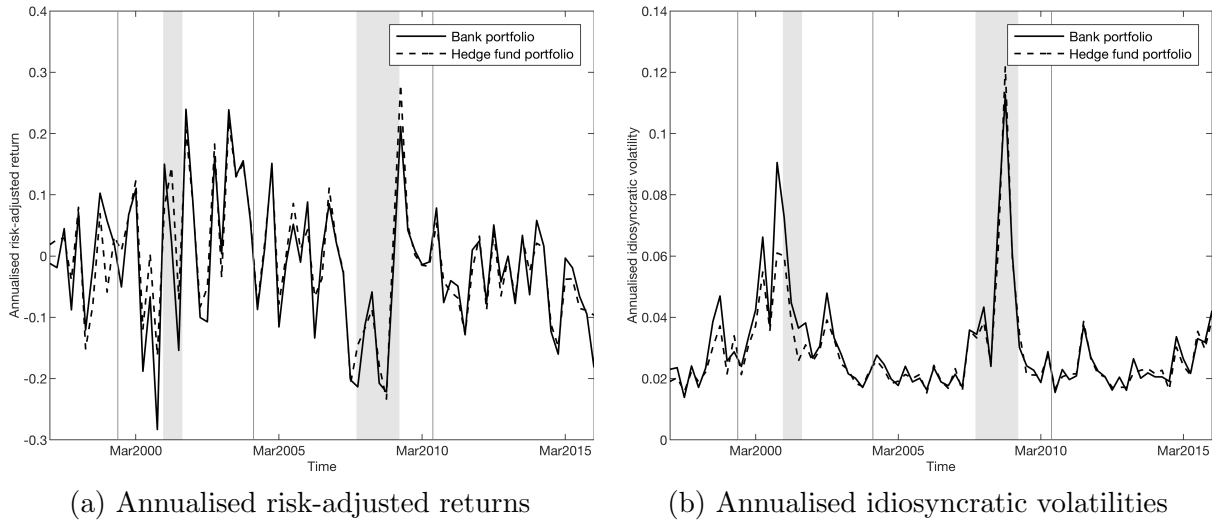 0.4
0.3
0.2
0.1
0
-0.1
-0.2
-0.3
Annualised risk-adjusted return
Bank portfolio
Hedge fund portfolio
Mar2000
Mar2005
Mar2010
Mar2015
Time
(a) Annualised risk-adjusted returns
0.14
0.12
0.1
0.08
0.06
0.04
0.02
0
Annualised idiosyncratic volatility
Bank portfolio
Hedge fund portfolio
Mar2000
Mar2005
Mar2010
Mar2015
Time
(b) Annualised idiosyncratic volatilities